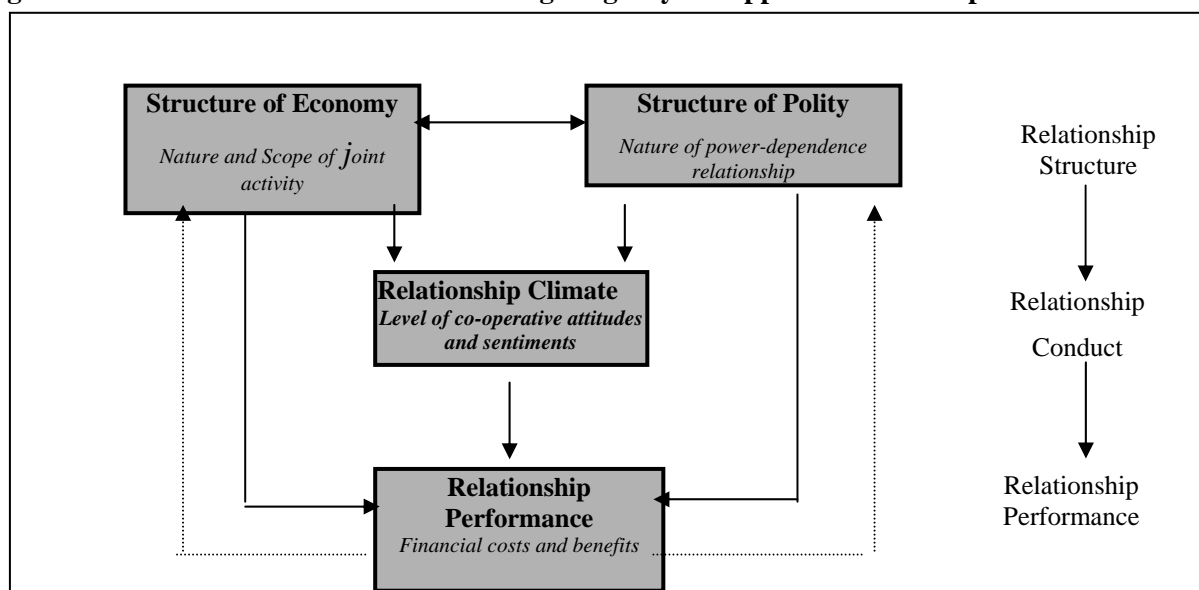 Structure of Economy
Nature and Scope of joint
activity
Structure of Polity
Nature of power-dependence
relationship
Relationship
Structure
Relationship Climate
Level of co-operative attitudes
and sentiments
Relationship
Conduct
Relationship
Performance
Financial costs and benefits
Relationship
Performance